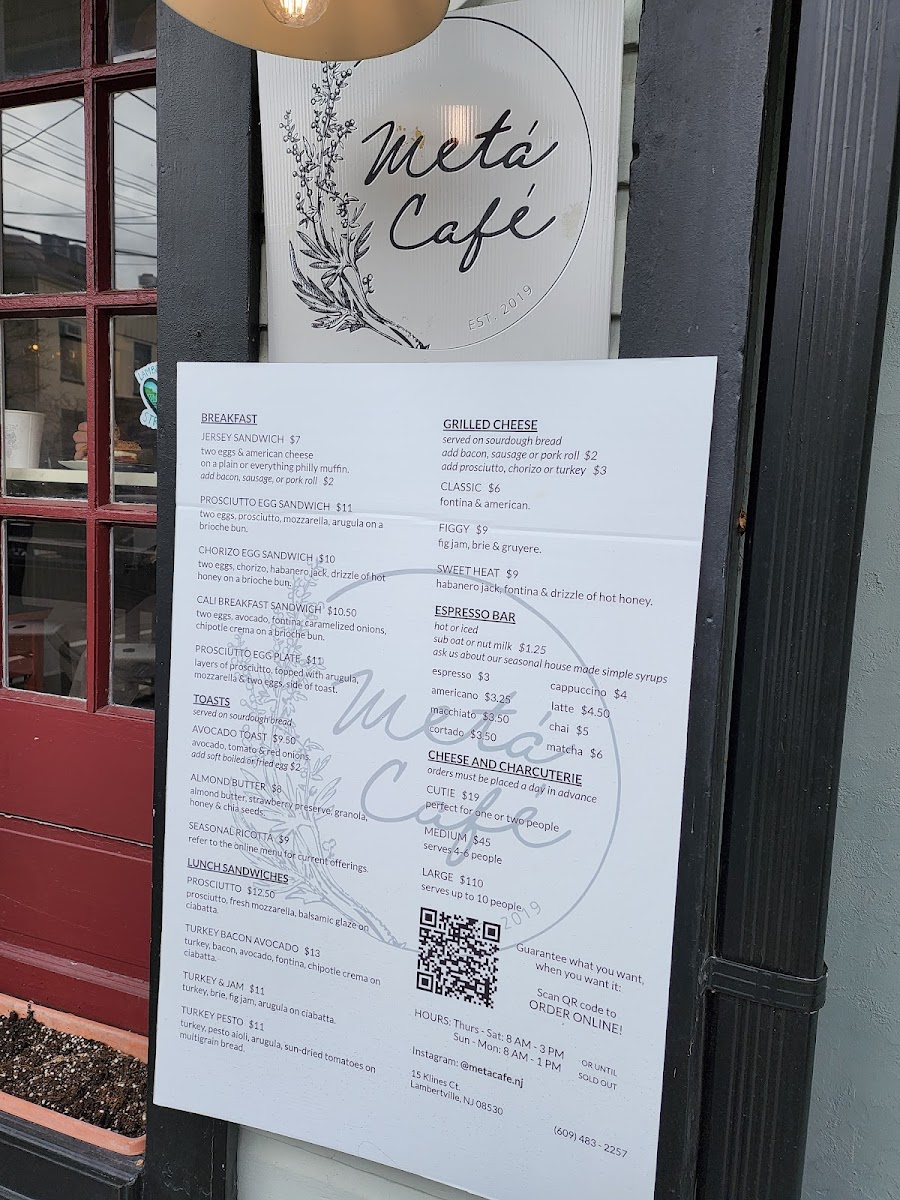 Metá
Café
EST. 2019
BREAKFAST
JERSEY SANDWICH $7
two eggs & american cheese
on a plain or everything philly muffin.
add bacon, sausage, or pork roll $2
PROSCIUTTO EGG SANDWICH $11
two eggs, prosciutto, mozzarella, arugula on a
brioche bun.
CHORIZO EGG SANDWICH $10
two eggs, chorizo, habanero jack, drizzle of hot
honey on a brioche bun.
CALI BREAKFAST SANDWICH $10.50
two eggs, avocado, fontina, caramelized onions,
chipotle crema on a brioche bun.
PROSCIUTTO EGG PLATE $11
layers of prosciutto, topped with arugula,
mozzarella & two eggs, side of toast.
TOASTS
served on sourdough bread
AVOCADO TOAST $9.50
avocado, tomato & red onions
add soft boiled or fried egg $2
ALMOND BUTTER $8
almond butter, strawberry preserve, granola,
honey & chia seeds.
SEASONAL RICOTTA $9
refer to the online menu for current offerings.
LUNCH SANDWICHES
PROSCIUTTO $12.50
prosciutto, fresh mozzarella, balsamic glaze on
ciabatta.
TURKEY BACON AVOCADO $13
turkey, bacon, avocado, fontina, chipotle crema on
ciabatta.
TURKEY & JAM $11
turkey, brie, fig jam, arugula on ciabatta.
TURKEY PESTO $11
turkey, pesto aioli, arugula, sun-dried tomatoes on
multigrain bread.
GRILLED CHEESE
served on sourdough bread
add bacon, sausage or pork roll $2
add prosciutto, chorizo or turkey $3
CLASSIC $6
fontina & american.
FIGGY $9
fig jam, brie & gruyere.
SWEET HEAT $9
habanero jack, fontina & drizzle of hot honey.
ESPRESSO BAR
hot or iced
sub oat or nut milk $1.25
ask us about our seasonal house made simple syrups
espresso $3
americano $3.25
macchiato $3.50
cortado $3.50
cappuccino $4
latte $4.50
chai $5
matcha $6
CHEESE AND CHARCUTERIE
orders must be placed a day in advance
CUTIE $19
perfect for one or two people
MEDIUM $45
serves 4-6 people
LARGE $110
serves up to 10 people.
Metá
Café
2019
Guarantee what you want,
when you want it:
Scan QR code to
ORDER ONLINE!
HOURS: Thurs - Sat: 8 AM - 3 PM
Sun - Mon: 8 AM - 1 PM
OR UNTIL
SOLD OUT
Instagram: @metacafe.nj
15 Klines Ct.
Lambertville, NJ 08530
(609) 483 - 2257